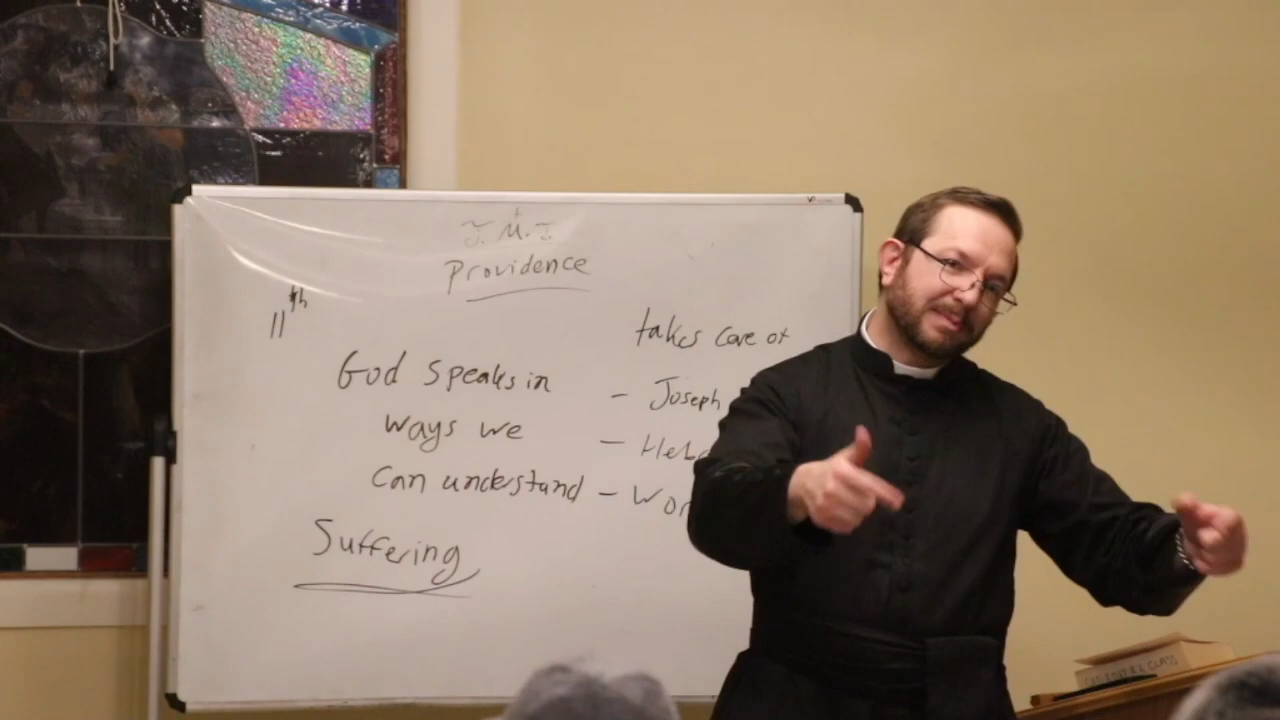 J. M. J.
Providence
11th
takes care of
God speaks in
- Joseph
ways we
can understand
Suffering